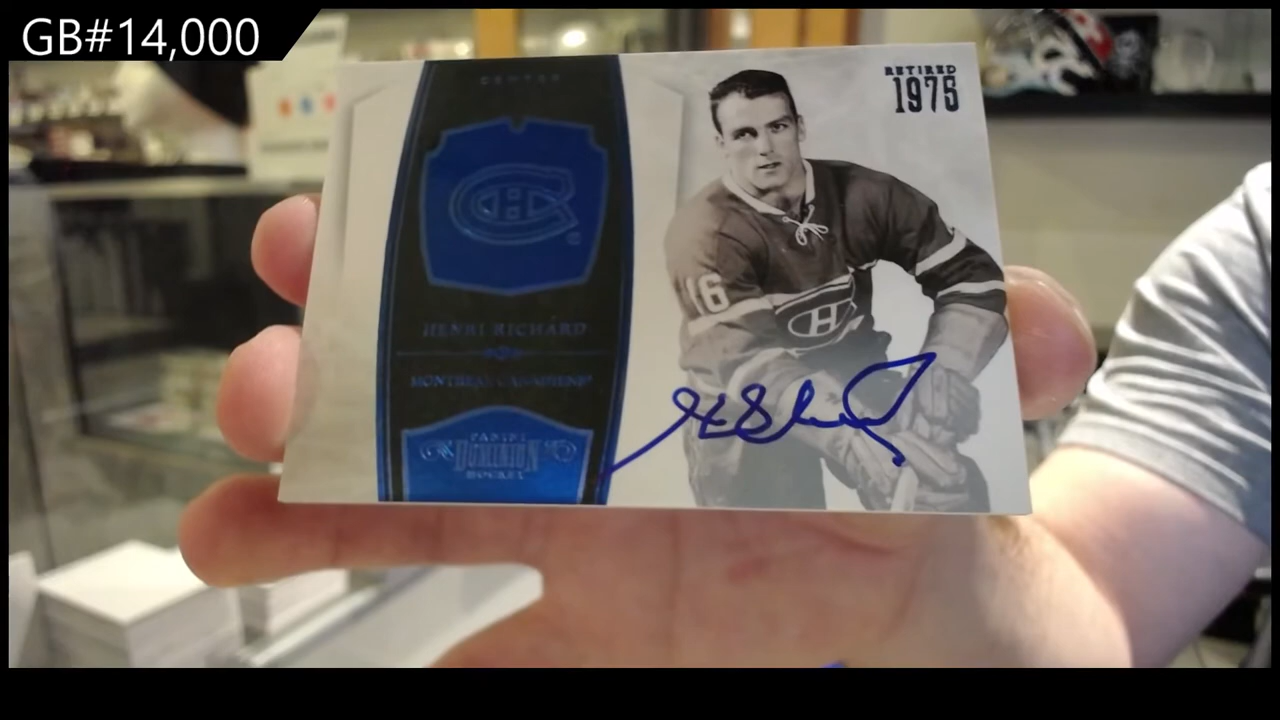 GB#14,000
CENTER
HENRI RICHARD
MONTREAL CANADIENS®
PANINI
DOMINION
HOCKEY
RETIRED
1975
16